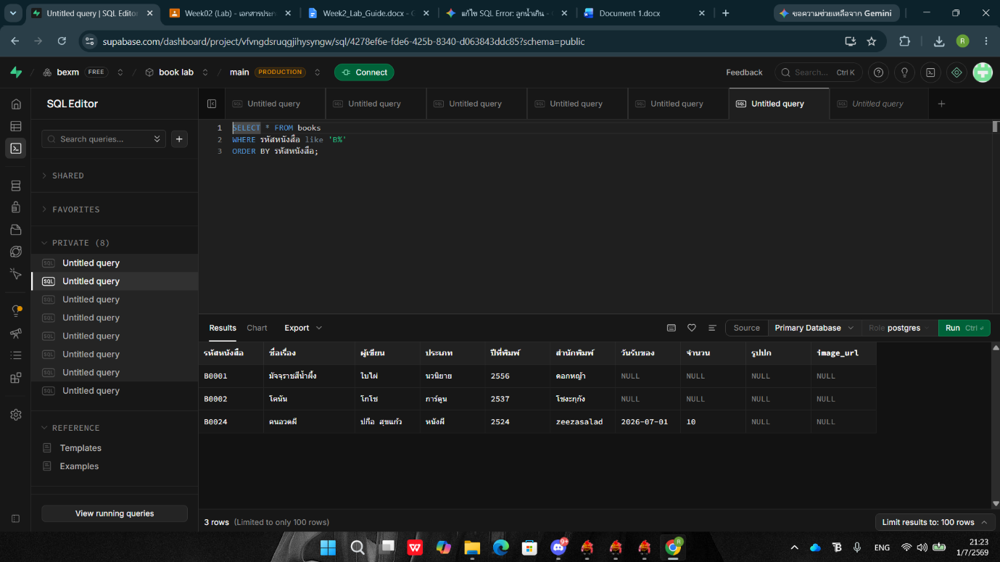 Untitled query | SQL Editor
Week02 (Lab) - เอกสารประก
Week2_Lab_Guide.docx - G
แก้ไข SQL Error: ลูกน้ำเกิน -
Document 1.docx
ขอความช่วยเหลือจาก Gemini
supabase.com/dashboard/project/vfvngdsruqgjihysyngw/sql/4278ef6e-fde6-425b-8340-d063843ddc85?schema=public
R
bexm FREE / book lab / main PRODUCTION Connect
Feedback Search... Ctrl K
SQL Editor
Untitled query Untitled query Untitled query Untitled query Untitled query Untitled query Untitled query
Search queries...
1 SELECT * FROM books
2 WHERE รหัสหนังสือ like 'B%'
3 ORDER BY รหัสหนังสือ;
SHARED
FAVORITES
PRIVATE (8)
SQL Untitled query
SQL Untitled query
SQL Untitled query
SQL Untitled query
SQL Untitled query
SQL Untitled query
SQL Untitled query
SQL Untitled query
REFERENCE
Templates
Examples
View running queries
Results Chart Export Source Primary Database Role postgres Run Ctrl
รหัสหนังสือ ชื่อเรื่อง ผู้เขียน ประเภท ปีที่พิมพ์ สำนักพิมพ์ วันรับของ จำนวน รูปปก image_url
B0001 มัจจุราชสีน้ำผึ้ง ใบไผ่ นวนิยาย 2556 ดอกหญ้า NULL NULL NULL NULL
B0002 โคนัน โกโช การ์ตูน 2537 โชงะกุกัง NULL NULL NULL NULL
B0024 คนอวดผี ปกือ สุขแก้ว หนังผี 2524 zeezasalad 2026-07-01 10 NULL NULL
3 rows (Limited to only 100 rows)
Limit results to: 100 rows
9+
R
ENG
21:23
1/7/2569